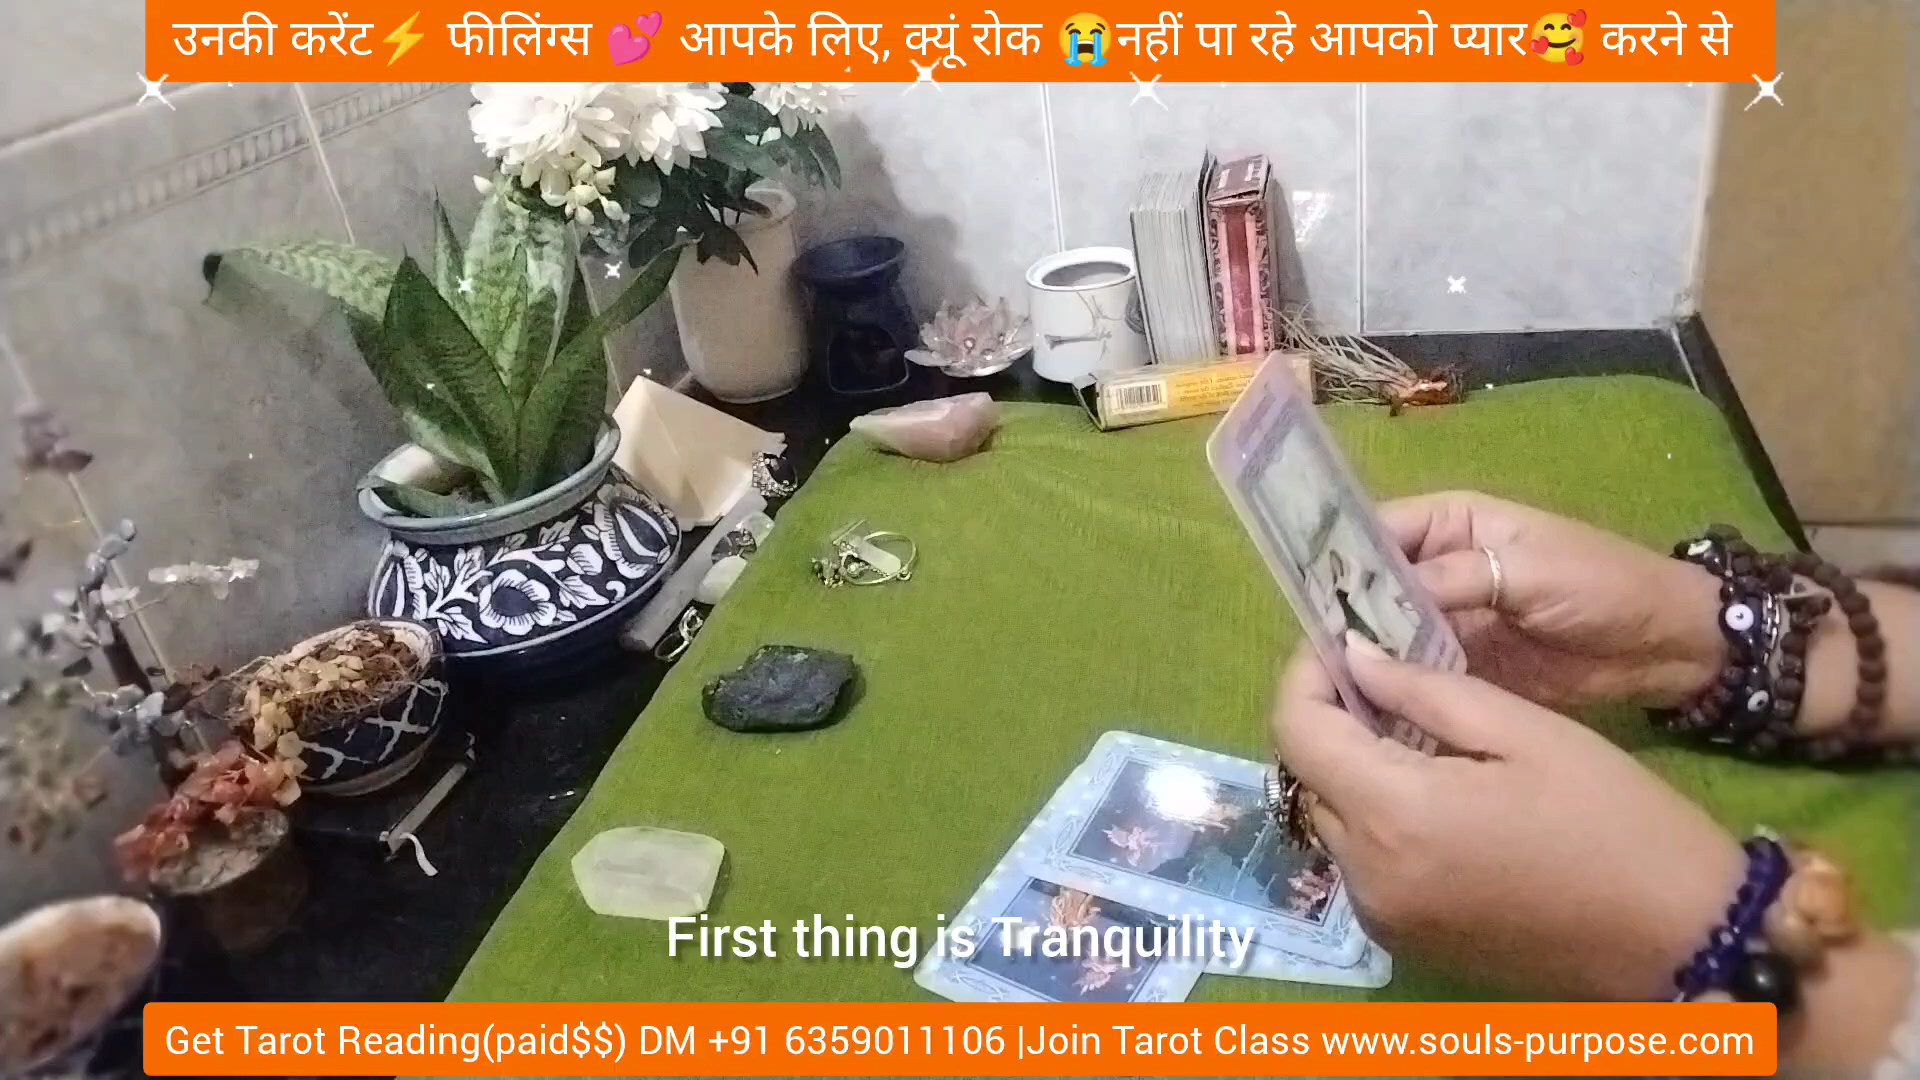 उनकी करेंट⚡ फीलिंग्स 💕 आपके लिए, क्यूं रोक 😭नहीं पा रहे आपको प्यार🥰 करने से
First thing is Tranquility
Get Tarot Reading(paid$$) DM +91 6359011106 |Join Tarot Class www.souls-purpose.com